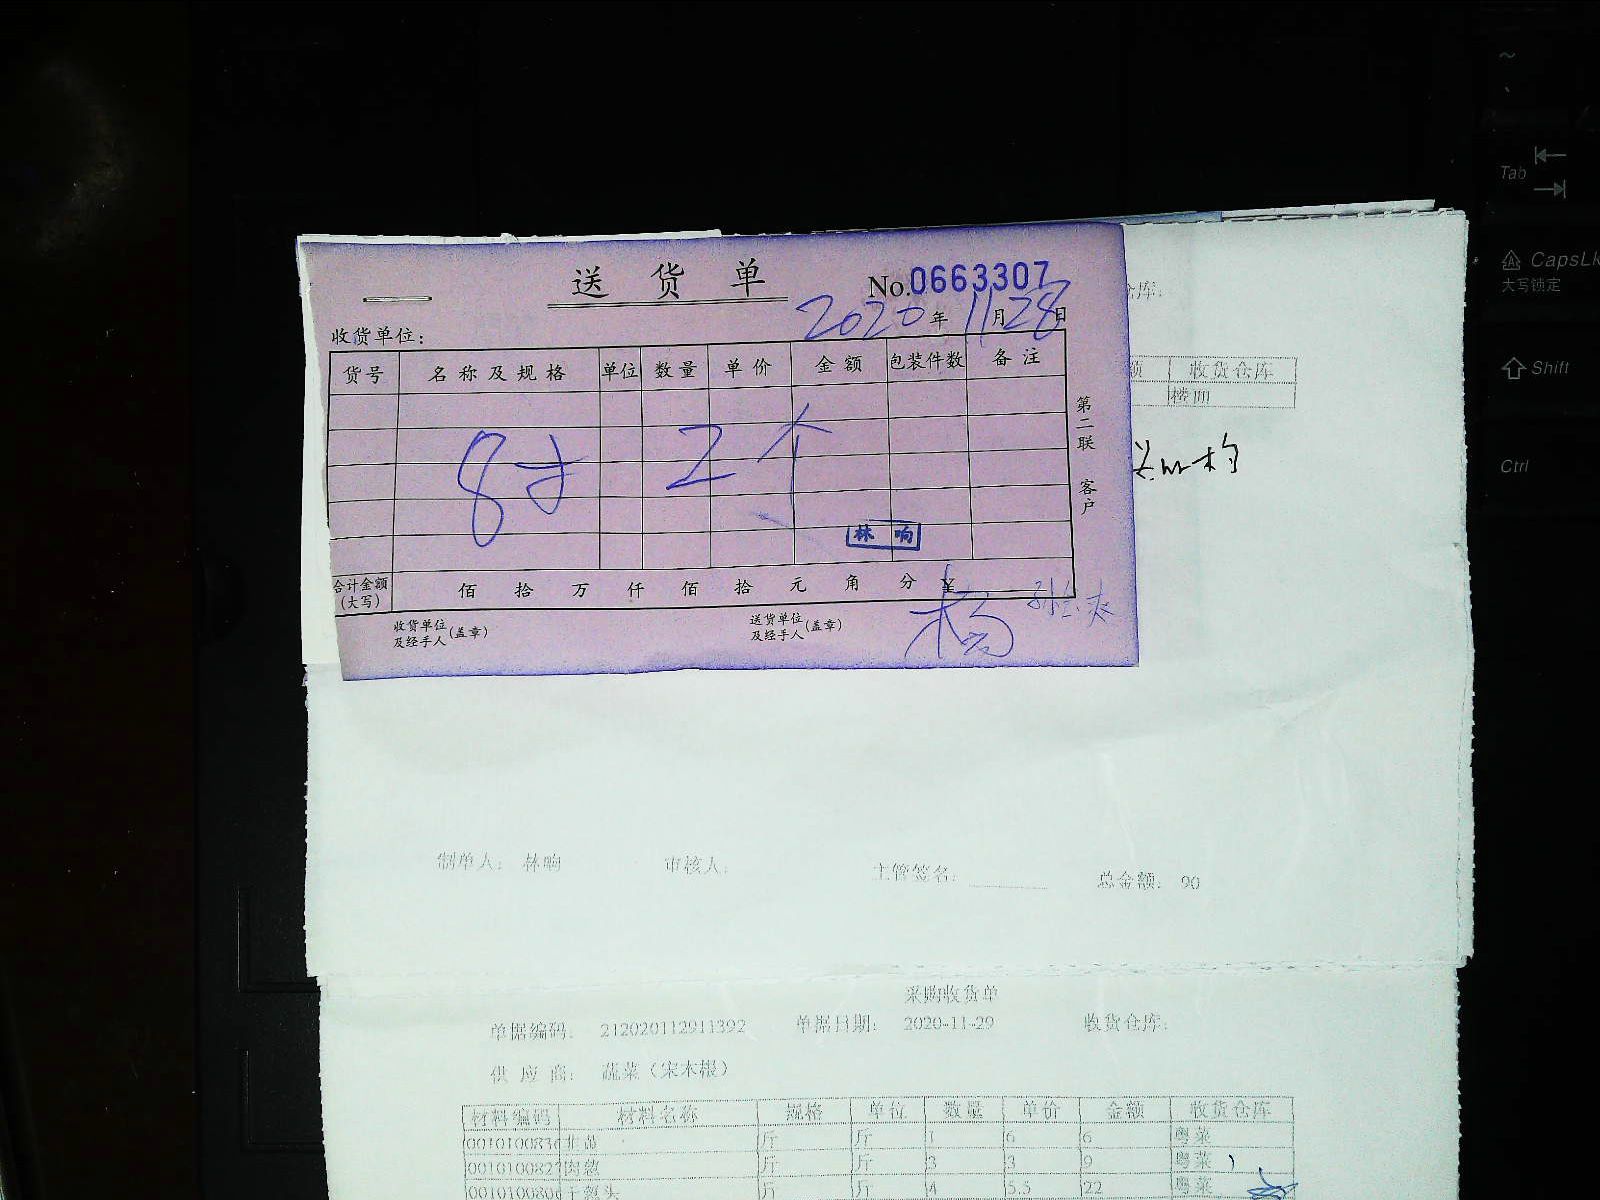 送货单
No.0663307
2020年11月28日
收货单位：
货号 名称及规格 单位 数量 单价 金额 包装件数 备注
8寸 2个
林响
合计金额（大写） 佰 拾 万 仟 佰 拾 元 角 分 ¥
收货单位及经手人（盖章） 送货单位及经手人（盖章） 杨
第二联 客户
仓库：
额 收货仓库
楼面
制单人： 林响 审核人： 主管签名： 总金额： 90
采购收货单
单据编码： 212020112911392 单据日期： 2020-11-29 收货仓库：
供应商： 蔬菜（宋本根）
材料编码 材料名称 规格 单位 数量 单价 金额 收货仓库
斤 斤 1 6 6 粤菜
0010100827 肉葱 斤 斤 3 3 9 粤菜
干葱头 斤 斤 4 5.5 22 粤菜
~
Tab
CapsLk
大写锁定
Shift
Ctrl